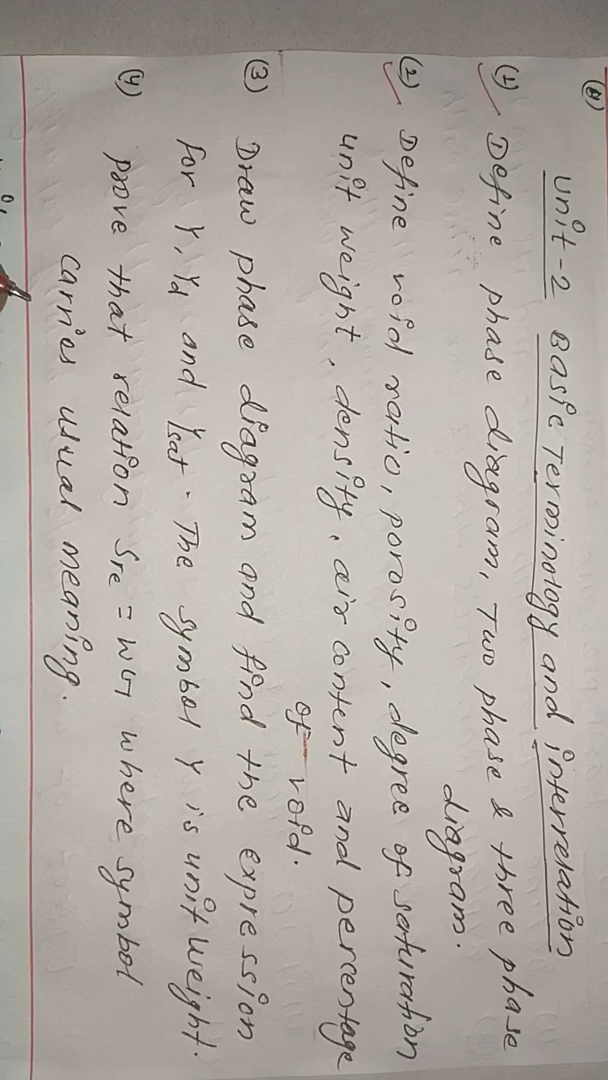 (A)
Unit-2 Basic Terminology and interrelation
(1) Define phase diagram, Two phase & three phase
diagram.
(2) Define void ratio, porosity, degree of saturation
unit weight, density, air content and percentage
of void.
(3) Draw phase diagram and find the expression
for γ, γd and γsat. The symbol γ is unit weight.
(4) prove that relation Sre = WG where symbol
carries usual meaning.